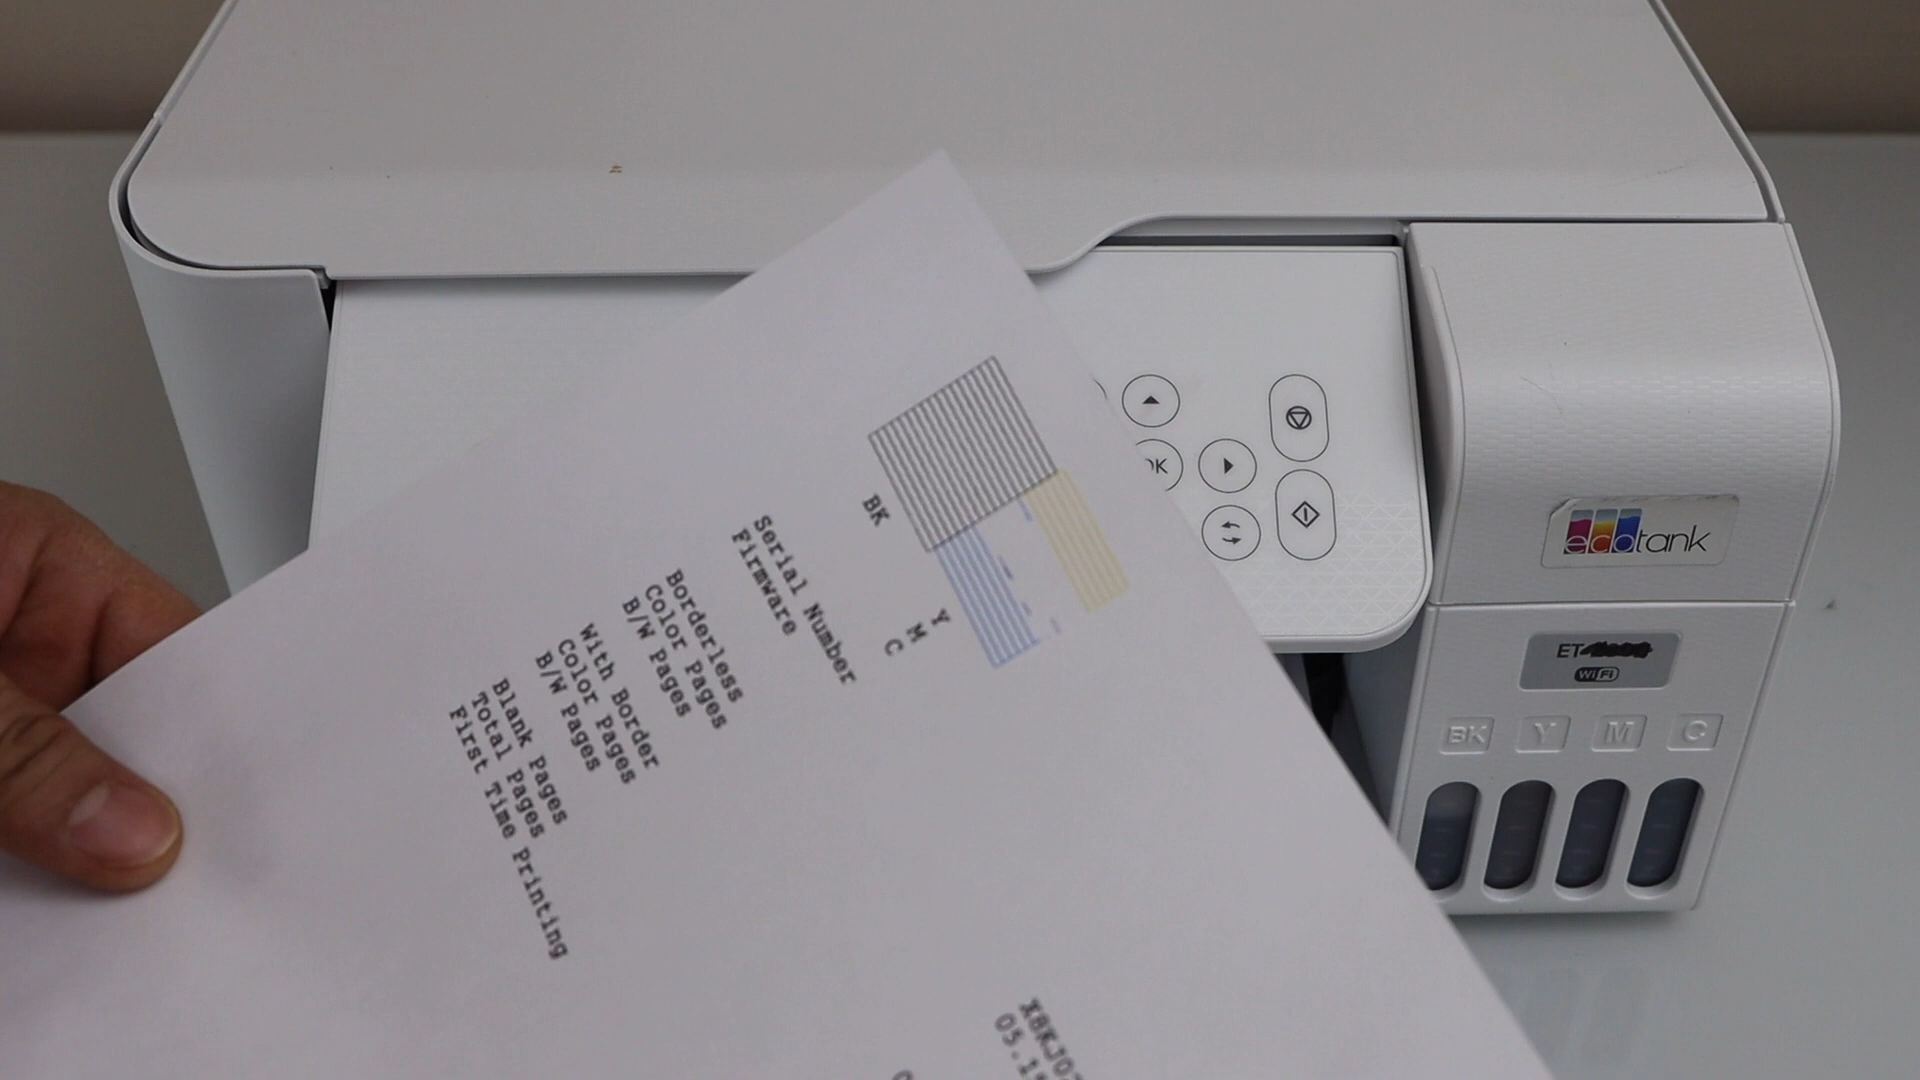 BK
Y
M
C
Serial Number
Firmware
Borderless
Color Pages
B/W Pages
With Border
Color Pages
B/W Pages
Blank Pages
Total Pages
First Time Printing
OK
ecotank
ET
WiFi
BK Y M C